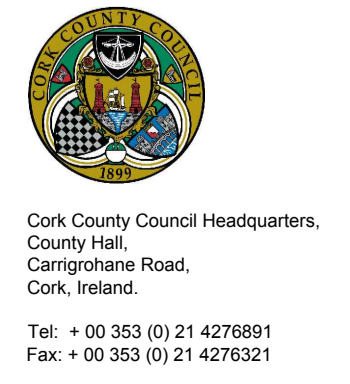 CORK COUNTY COUNCIL
1899
Cork County Council Headquarters,
County Hall,
Carrigrohane Road,
Cork, Ireland.
Tel:  + 00 353 (0) 21 4276891
Fax: + 00 353 (0) 21 4276321